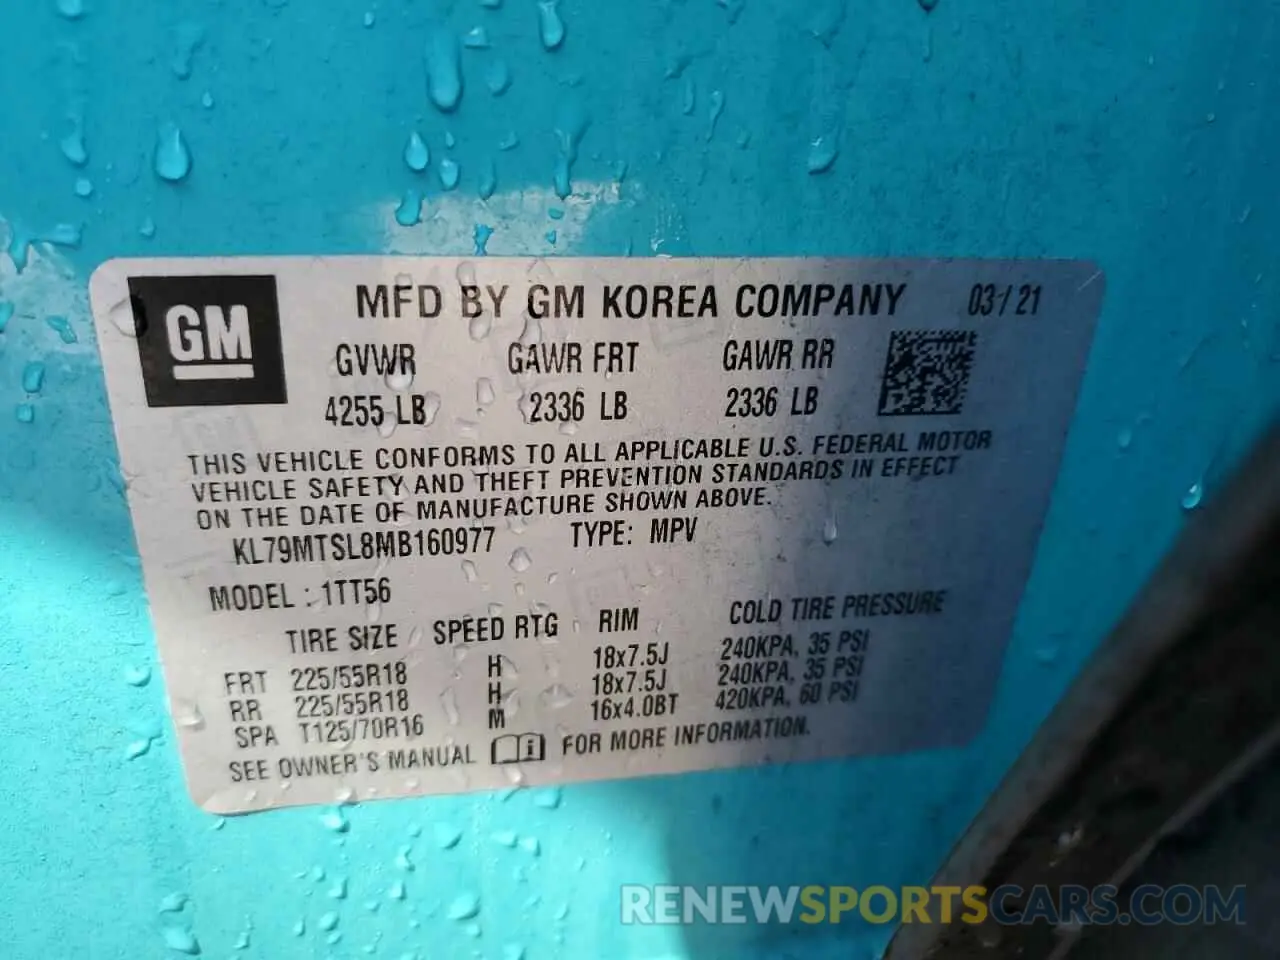 GM
MFD BY GM KOREA COMPANY 03/21
GVWR GAWR FRT GAWR RR
4255 LB 2336 LB 2336 LB
THIS VEHICLE CONFORMS TO ALL APPLICABLE U.S. FEDERAL MOTOR
VEHICLE SAFETY AND THEFT PREVENTION STANDARDS IN EFFECT
ON THE DATE OF MANUFACTURE SHOWN ABOVE.
KL79MTSL8MB160977 TYPE: MPV
MODEL : 1TT56
TIRE SIZE SPEED RTG RIM COLD TIRE PRESSURE
FRT 225/55R18 H 18x7.5J 240KPA, 35 PSI
RR 225/55R18 H 18x7.5J 240KPA, 35 PSI
SPA T125/70R16 M 16x4.0BT 420KPA, 60 PSI
SEE OWNER'S MANUAL FOR MORE INFORMATION.
RENEWSPORTSCARS.COM